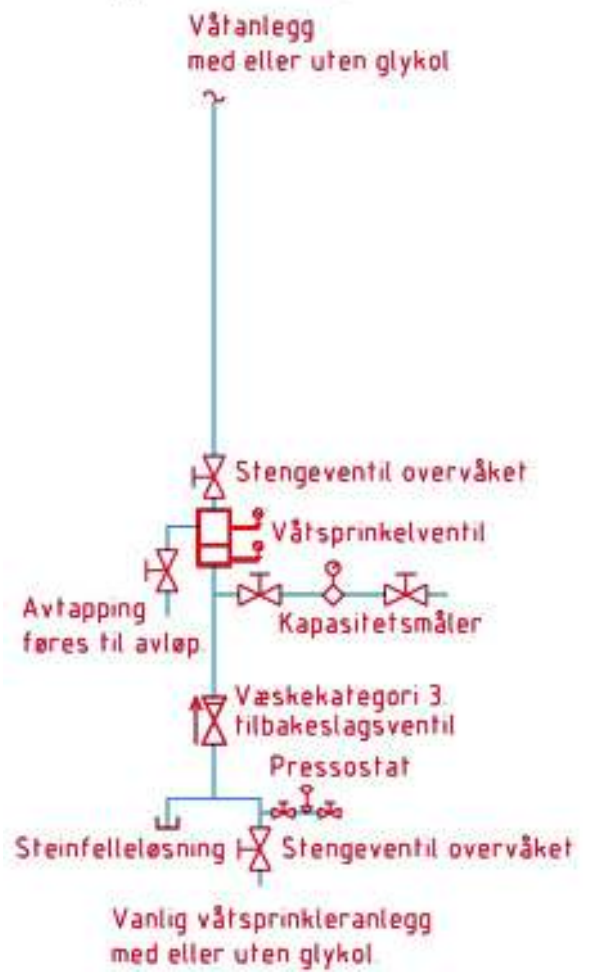 Våtanlegg
med eller uten glykol
Stengeventil overvåket
Våtsprinkelventil
Avtapping
føres til avløp.
Kapasitetsmåler
Væskekategori 3.
tilbakeslagsventil
Pressostat
Steinfelleløsning
Stengeventil overvåket
Vanlig våtsprinkleranlegg
med eller uten glykol